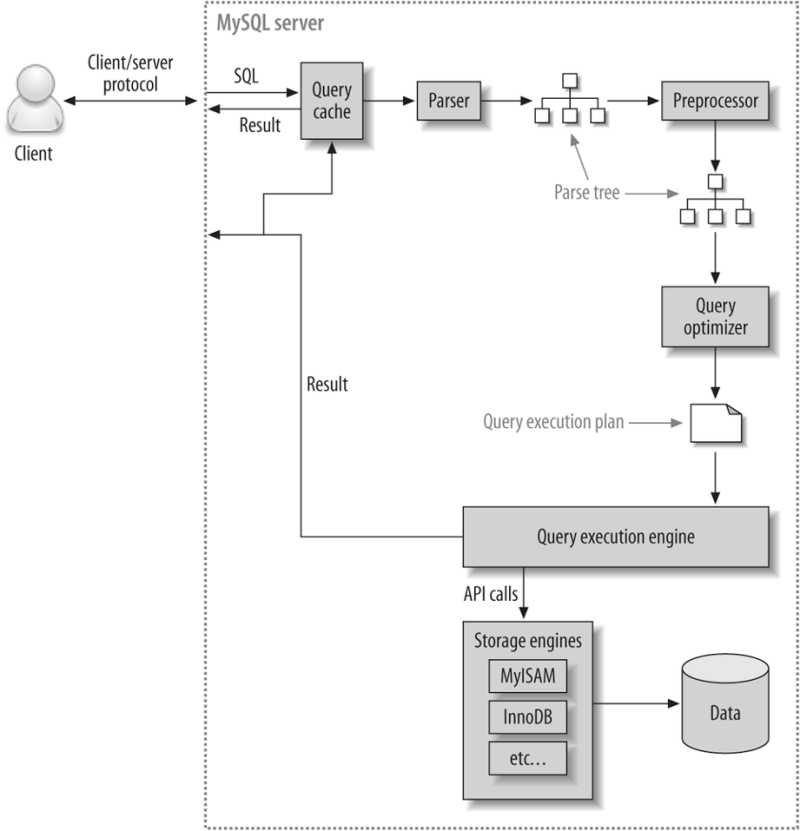 MySQL server
Client/server
protocol
SQL
Result
Client
Query
cache
Parser
Preprocessor
Parse tree
Query
optimizer
Result
Query execution plan
Query execution engine
API calls
Storage engines
MyISAM
InnoDB
etc...
Data